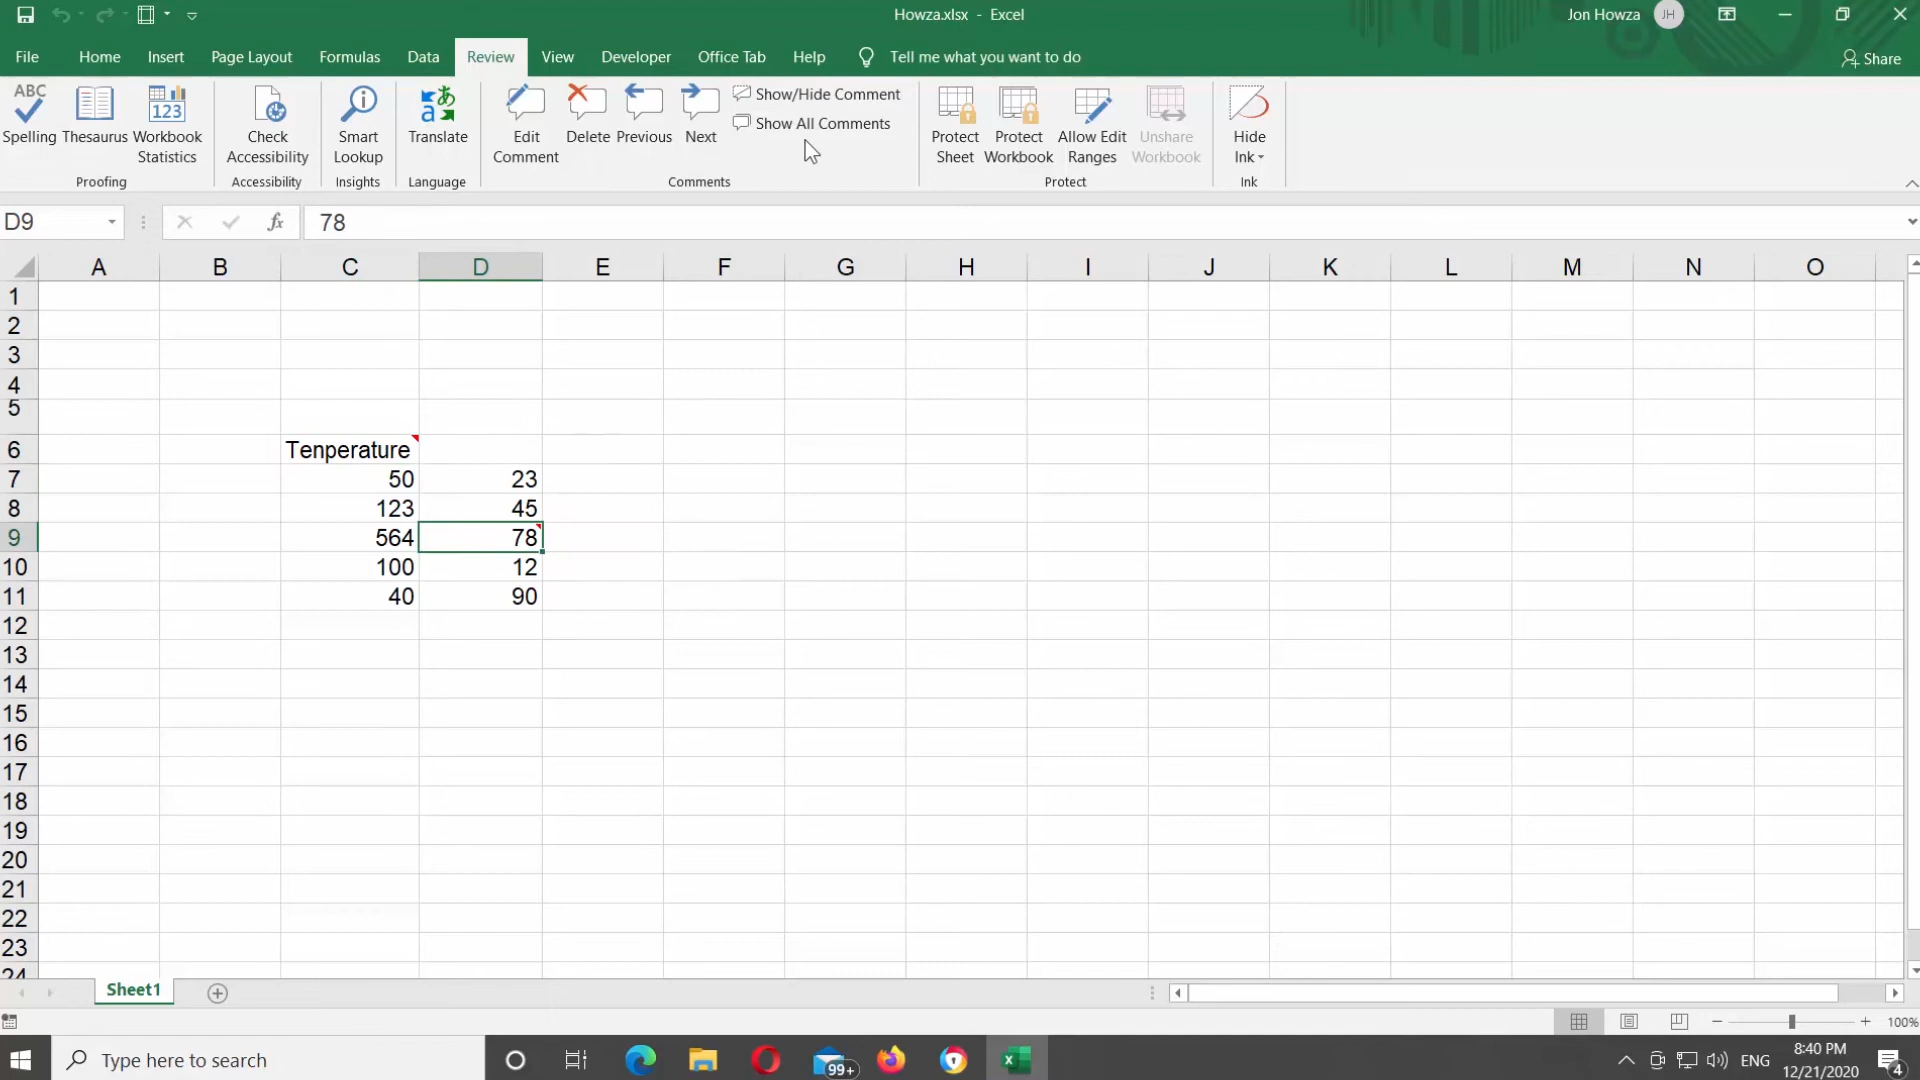 Howza.xlsx - Excel
Jon Howza JH
File Home Insert Page Layout Formulas Data Review View Developer Office Tab Help Tell me what you want to do Share
ABC
Spelling
Thesaurus
123
Workbook
Statistics
Proofing
Check
Accessibility
Accessibility
Smart
Lookup
Insights
Translate
Language
Edit
Comment
Delete
Previous
Next
Show/Hide Comment
Show All Comments
Comments
Protect
Sheet
Protect
Workbook
Allow Edit
Ranges
Unshare
Workbook
Protect
Hide
Ink
Ink
D9 fx 78
A B C D E F G H I J K L M N O
1
2
3
4
5
6 Tenperature
7 50 23
8 123 45
9 564 78
10 100 12
11 40 90
12
13
14
15
16
17
18
19
20
21
22
23
24
Sheet1
100%
Type here to search
99+
ENG
8:40 PM
12/21/2020
4